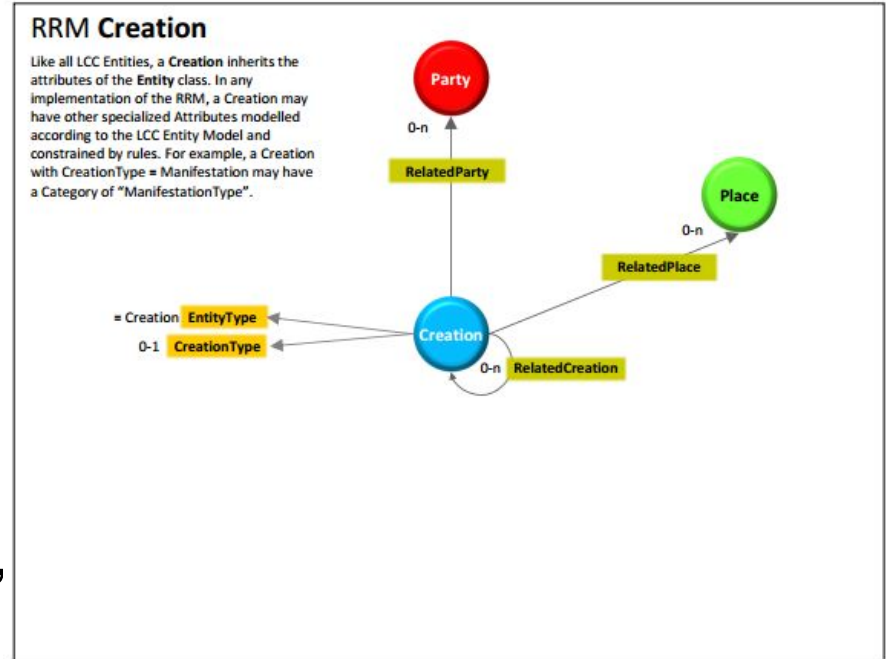 RRM Creation
Like all LCC Entities, a Creation inherits the
attributes of the Entity class. In any
implementation of the RRM, a Creation may
have other specialized Attributes modelled
according to the LCC Entity Model and
constrained by rules. For example, a Creation
with CreationType = Manifestation may have
a Category of “ManifestationType”.
Party
0-n
RelatedParty
Place
0-n
RelatedPlace
= Creation EntityType
0-1 CreationType
Creation
0-n RelatedCreation
,